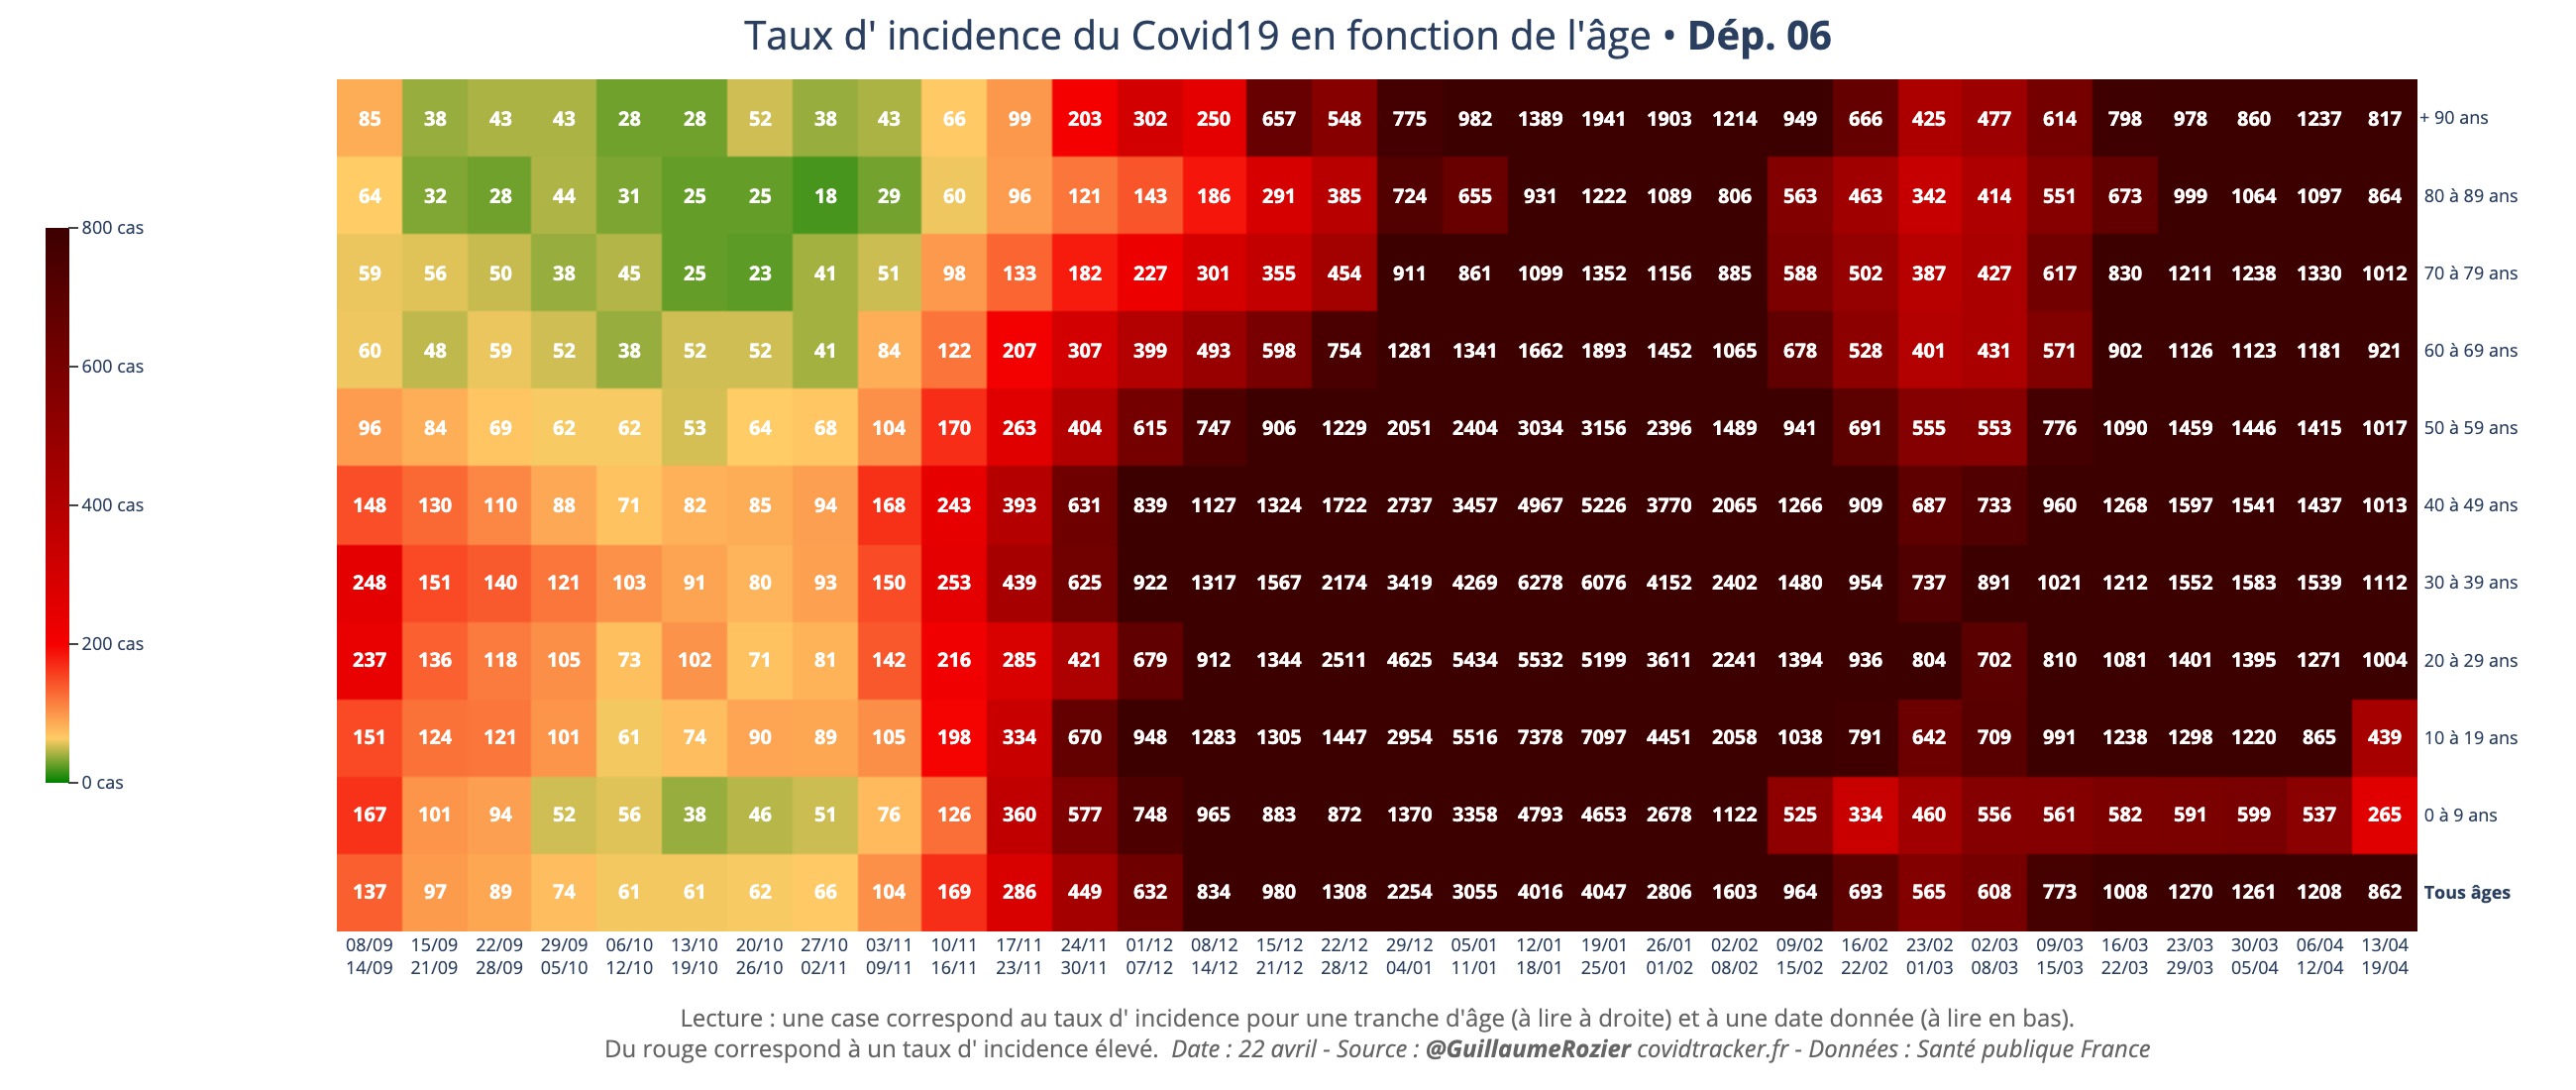 Taux d' incidence du Covid19 en fonction de l'âge • Dép. 06
800 cas
600 cas
400 cas
200 cas
0 cas
85 38 43 43 28 28 52 38 43 66 99 203 302 250 657 548 775 982 1389 1941 1903 1214 949 666 425 477 614 798 978 860 1237 817 + 90 ans
64 32 28 44 31 25 25 18 29 60 96 121 143 186 291 385 724 655 931 1222 1089 806 563 463 342 414 551 673 999 1064 1097 864 80 à 89 ans
59 56 50 38 45 25 23 41 51 98 133 182 227 301 355 454 911 861 1099 1352 1156 885 588 502 387 427 617 830 1211 1238 1330 1012 70 à 79 ans
60 48 59 52 38 52 52 41 84 122 207 307 399 493 598 754 1281 1341 1662 1893 1452 1065 678 528 401 431 571 902 1126 1123 1181 921 60 à 69 ans
96 84 69 62 62 53 64 68 104 170 263 404 615 747 906 1229 2051 2404 3034 3156 2396 1489 941 691 555 553 776 1090 1459 1446 1415 1017 50 à 59 ans
148 130 110 88 71 82 85 94 168 243 393 631 839 1127 1324 1722 2737 3457 4967 5226 3770 2065 1266 909 687 733 960 1268 1597 1541 1437 1013 40 à 49 ans
248 151 140 121 103 91 80 93 150 253 439 625 922 1317 1567 2174 3419 4269 6278 6076 4152 2402 1480 954 737 891 1021 1212 1552 1583 1539 1112 30 à 39 ans
237 136 118 105 73 102 71 81 142 216 285 421 679 912 1344 2511 4625 5434 5532 5199 3611 2241 1394 936 804 702 810 1081 1401 1395 1271 1004 20 à 29 ans
151 124 121 101 61 74 90 89 105 198 334 670 948 1283 1305 1447 2954 5516 7378 7097 4451 2058 1038 791 642 709 991 1238 1298 1220 865 439 10 à 19 ans
167 101 94 52 56 38 46 51 76 126 360 577 748 965 883 872 1370 3358 4793 4653 2678 1122 525 334 460 556 561 582 591 599 537 265 0 à 9 ans
137 97 89 74 61 61 62 66 104 169 286 449 632 834 980 1308 2254 3055 4016 4047 2806 1603 964 693 565 608 773 1008 1270 1261 1208 862 Tous âges
08/09 15/09 22/09 29/09 06/10 13/10 20/10 27/10 03/11 10/11 17/11 24/11 01/12 08/12 15/12 22/12 29/12 05/01 12/01 19/01 26/01 02/02 09/02 16/02 23/02 02/03 09/03 16/03 23/03 30/03 06/04 13/04
14/09 21/09 28/09 05/10 12/10 19/10 26/10 02/11 09/11 16/11 23/11 30/11 07/12 14/12 21/12 28/12 04/01 11/01 18/01 25/01 01/02 08/02 15/02 22/02 01/03 08/03 15/03 22/03 29/03 05/04 12/04 19/04
Lecture : une case correspond au taux d' incidence pour une tranche d'âge (à lire à droite) et à une date donnée (à lire en bas).
Du rouge correspond à un taux d' incidence élevé. Date : 22 avril - Source : @GuillaumeRozier covidtracker.fr - Données : Santé publique France